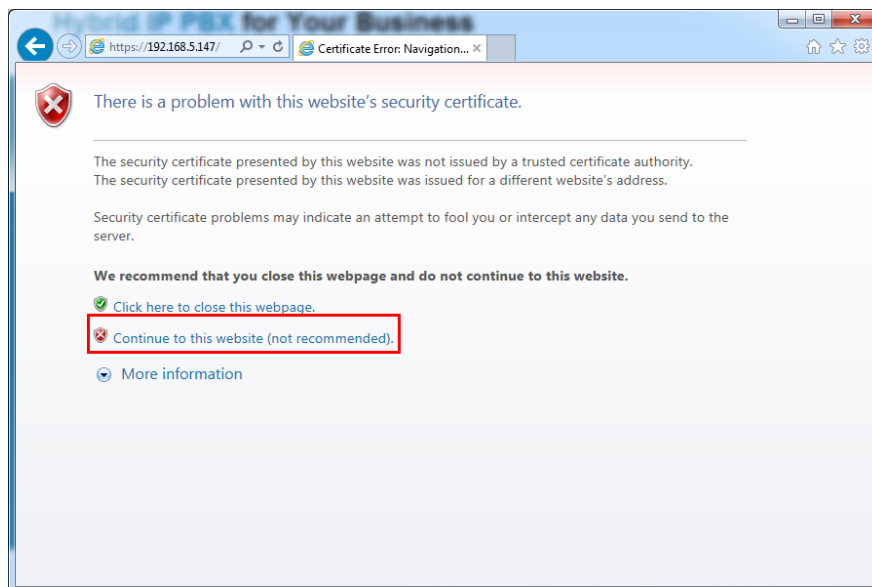 Hybrid IP PBX for Your Business
https://192.168.5.147/
Certificate Error: Navigation...
There is a problem with this website's security certificate.
The security certificate presented by this website was not issued by a trusted certificate authority.
The security certificate presented by this website was issued for a different website's address.
Security certificate problems may indicate an attempt to fool you or intercept any data you send to the
server.
We recommend that you close this webpage and do not continue to this website.
Click here to close this webpage.
Continue to this website (not recommended).
More information